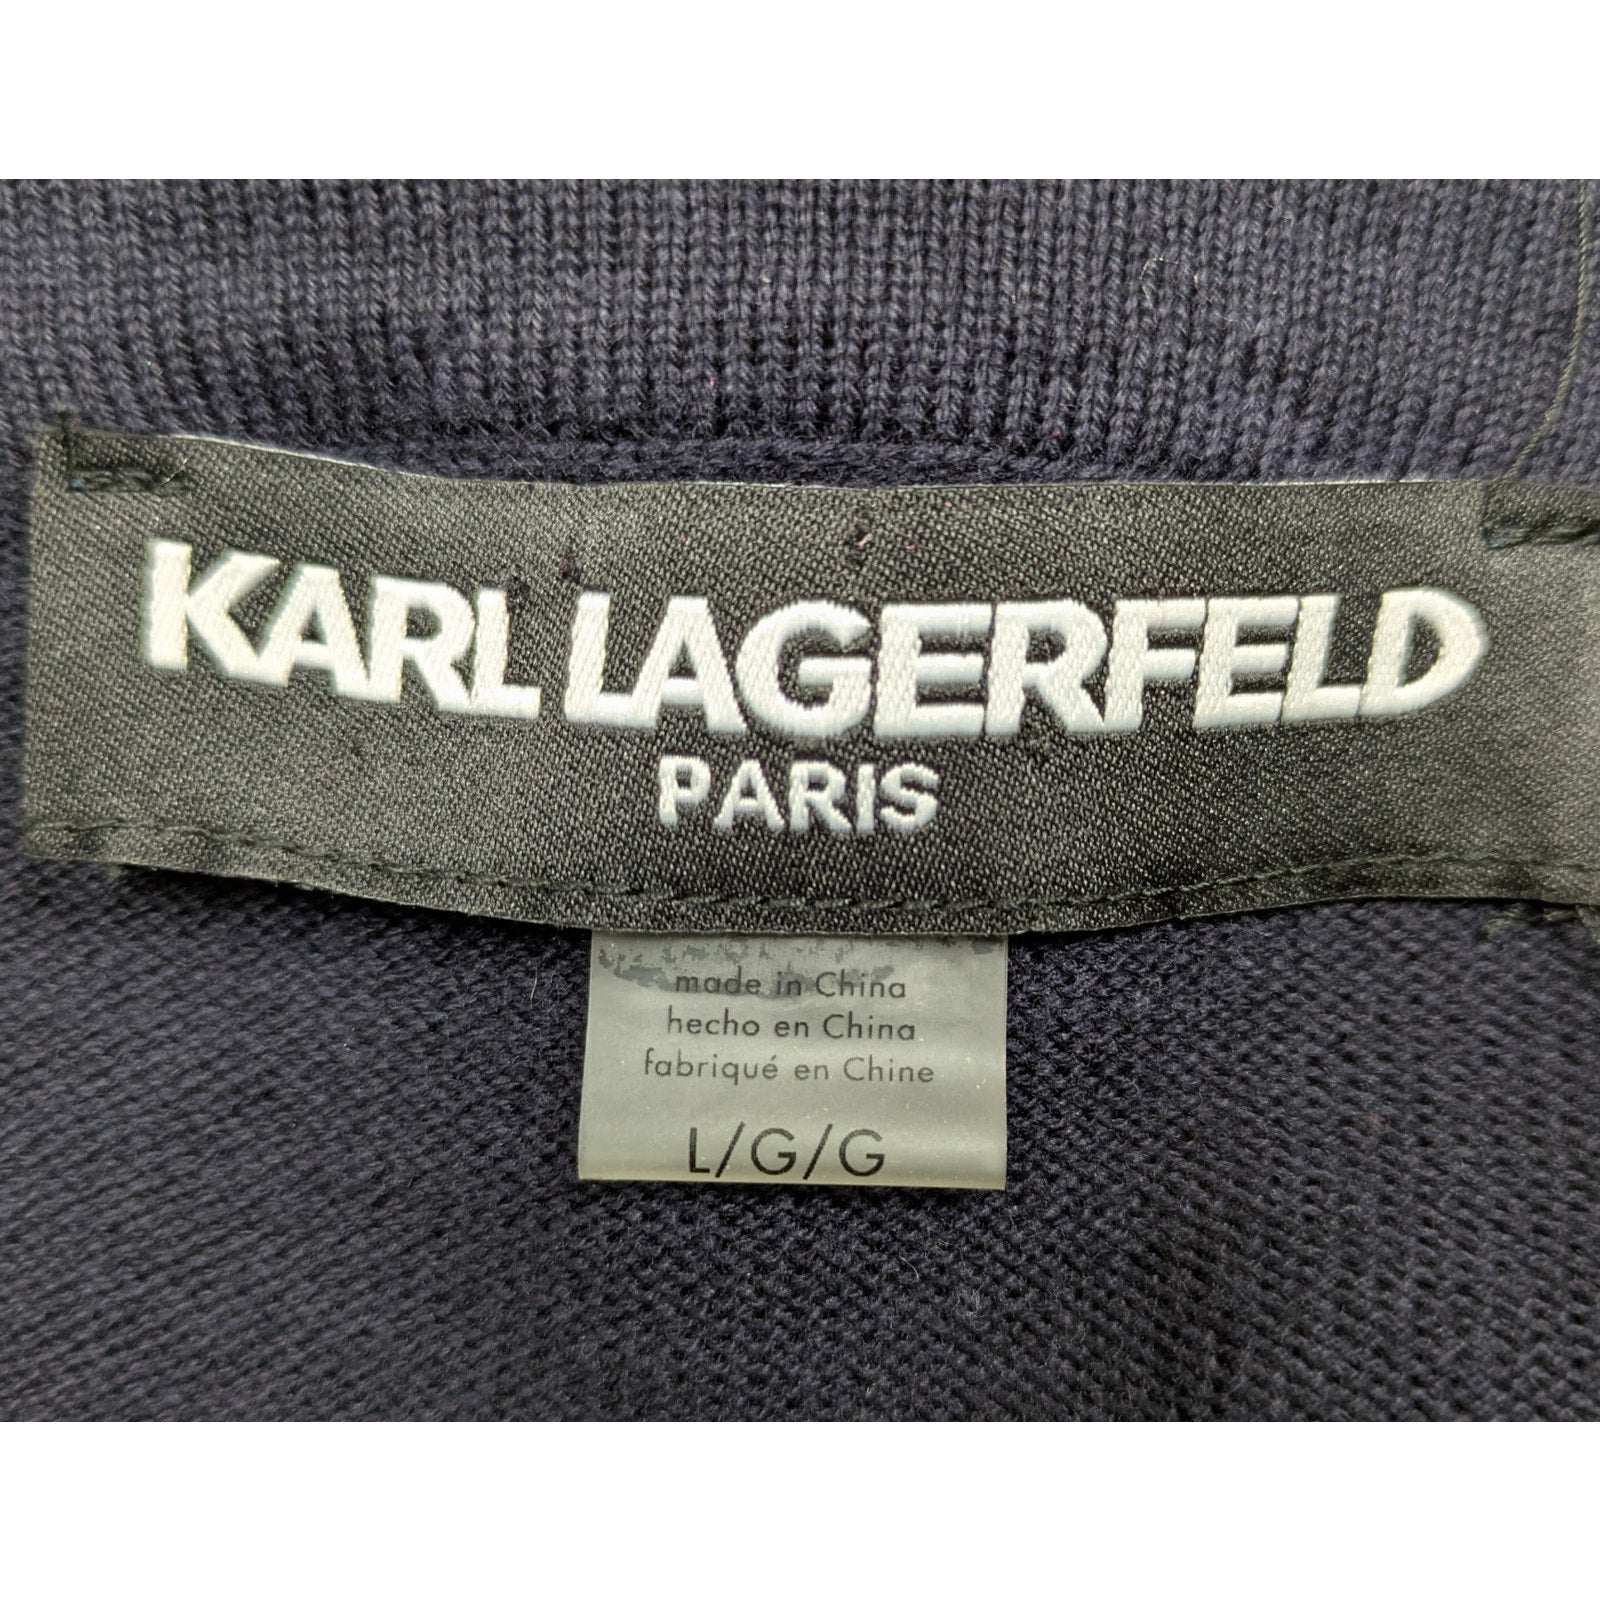 KARL LAGERFELD
PARIS
made in China
hecho en China
fabriqué en Chine
L/G/G